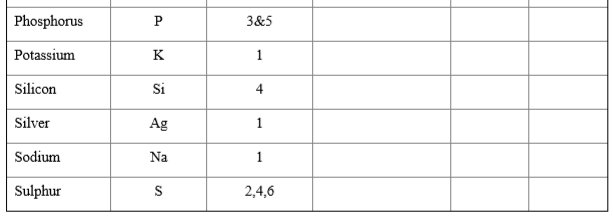 Phosphorus P 3&5
Potassium K 1
Silicon Si 4
Silver Ag 1
Sodium Na 1
Sulphur S 2,4,6